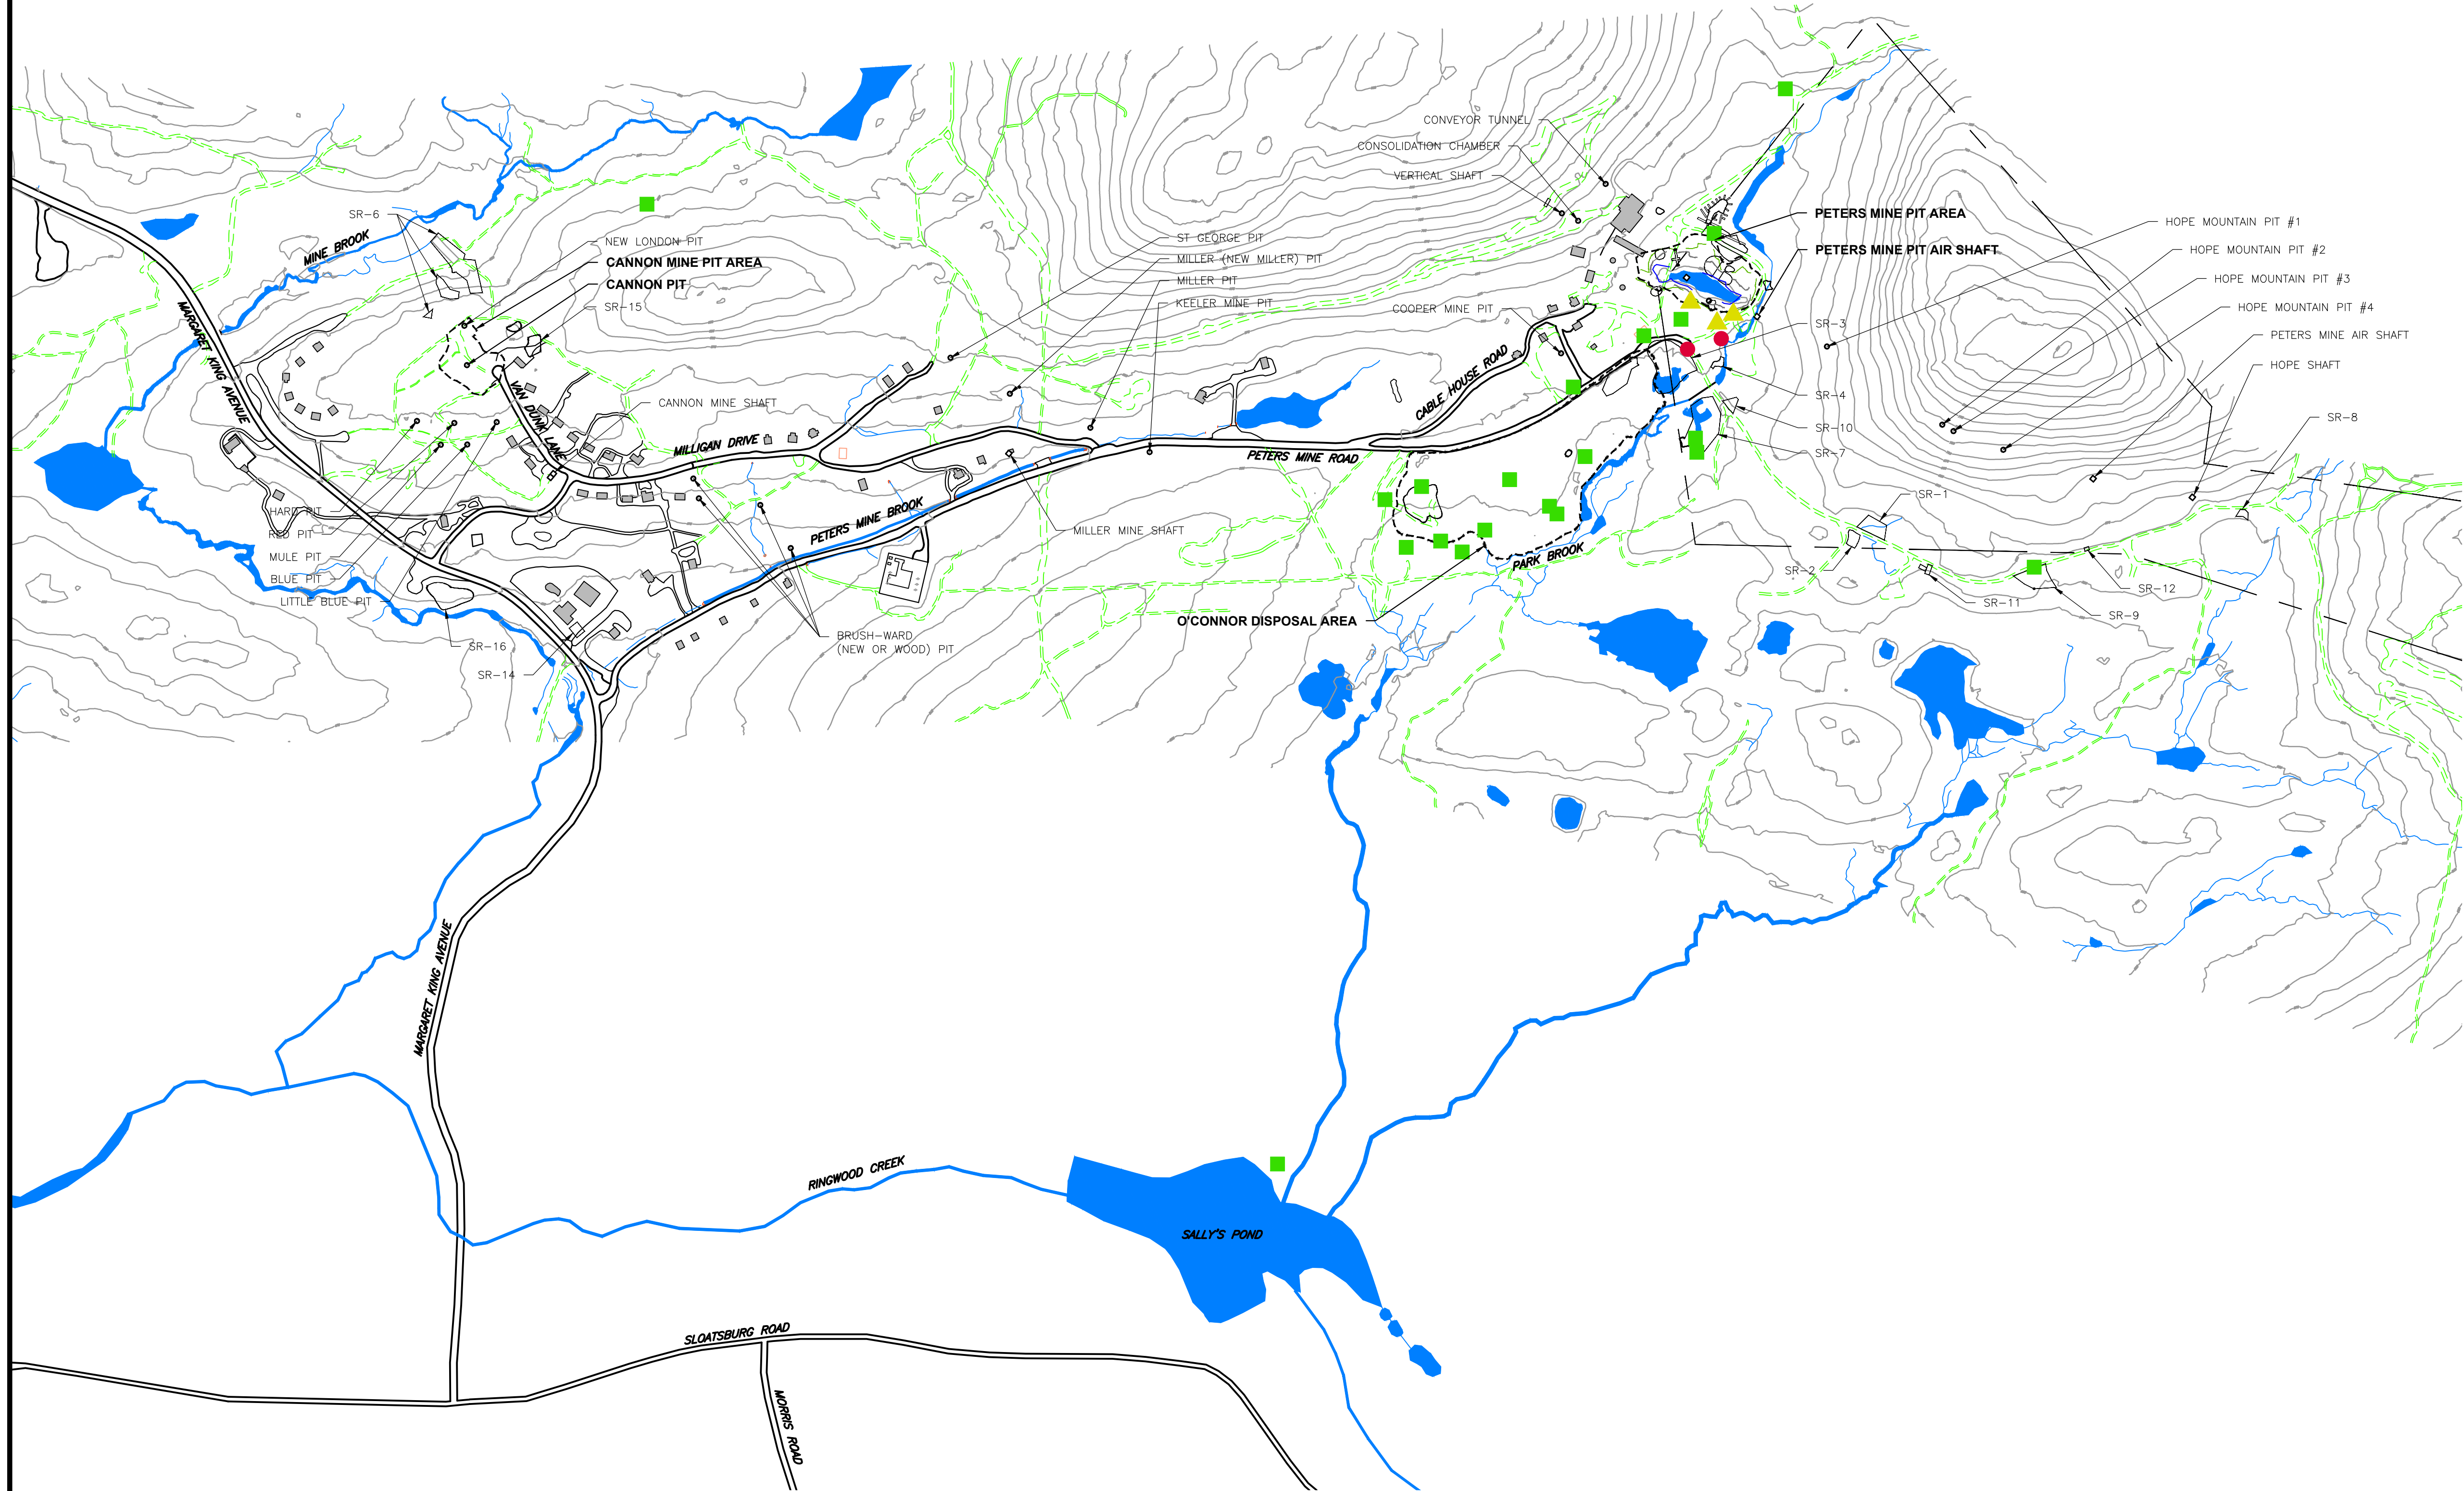 CONVEYOR TUNNEL
CONSOLIDATION CHAMBER
VERTICAL SHAFT
SR-6
MINE BROOK
NEW LONDON PIT
CANNON MINE PIT AREA
CANNON PIT
SR-15
ST GEORGE PIT
MILLER (NEW MILLER) PIT
MILLER PIT
KEELER MINE PIT
COOPER MINE PIT
PETERS MINE PIT AREA
PETERS MINE PIT AIR SHAFT
HOPE MOUNTAIN PIT #1
HOPE MOUNTAIN PIT #2
HOPE MOUNTAIN PIT #3
HOPE MOUNTAIN PIT #4
PETERS MINE AIR SHAFT
HOPE SHAFT
SR-8
SR-3
SR-4
SR-10
SR-7
SR-1
MARGARET KING AVENUE
VAN DUNK LANE
CANNON MINE SHAFT
MILLIGAN DRIVE
CABLE HOUSE ROAD
PETERS MINE ROAD
HARD PIT
RED PIT
MULE PIT
BLUE PIT
LITTLE BLUE PIT
PETERS MINE BROOK
MILLER MINE SHAFT
PARK BROOK
SR-2
SR-11
SR-12
SR-9
O'CONNOR DISPOSAL AREA
BRUSH-WARD
(NEW OR WOOD) PIT
SR-16
SR-14
MARGARET KING AVENUE
RINGWOOD CREEK
SALLY'S POND
SLOATSBURG ROAD
MORRIS ROAD